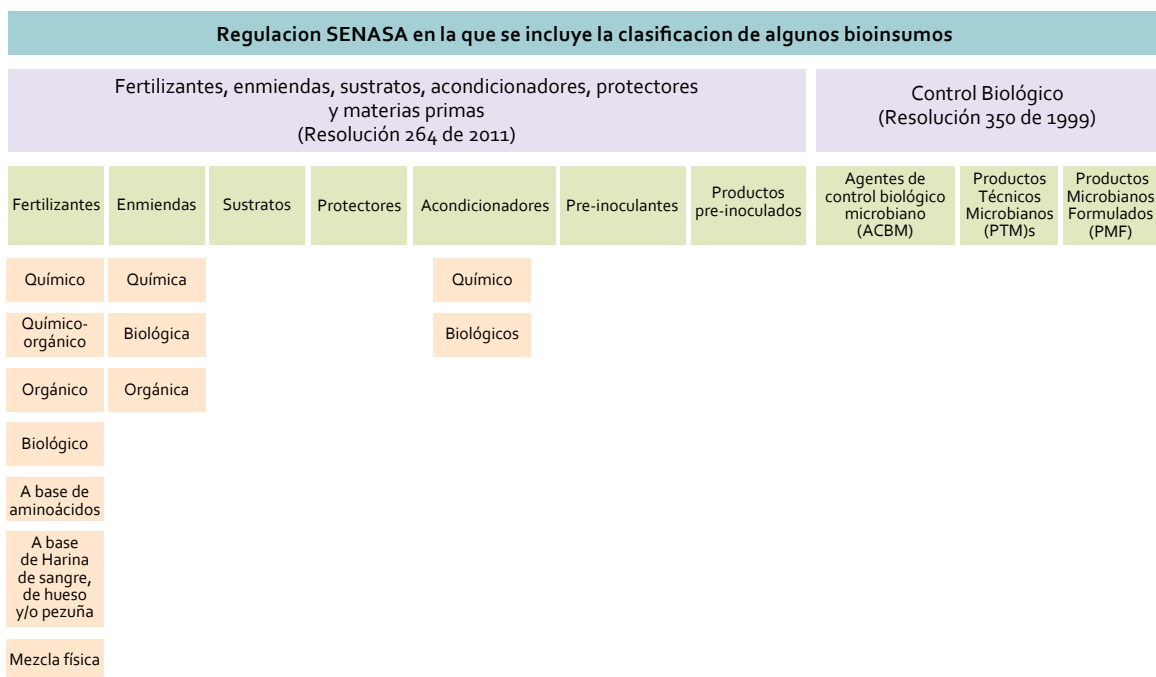 Regulacion SENASA en la que se incluye la clasificacion de algunos bioinsumos
Fertilizantes, enmiendas, sustratos, acondicionadores, protectores
y materias primas
(Resolución 264 de 2011)
Control Biológico
(Resolución 350 de 1999)
Fertilizantes
Enmiendas
Sustratos
Protectores
Acondicionadores
Pre-inoculantes
Productos
pre-inoculados
Agentes de
control biológico
microbiano
(ACBM)
Productos
Técnicos
Microbianos
(PTM)s
Productos
Microbianos
Formulados
(PMF)
Químico
Química
Químico
Químico-
orgánico
Biológica
Biológicos
Orgánico
Orgánica
Biológico
A base de
aminoácidos
A base
de Harina
de sangre,
de hueso
y/o pezuña
Mezcla física